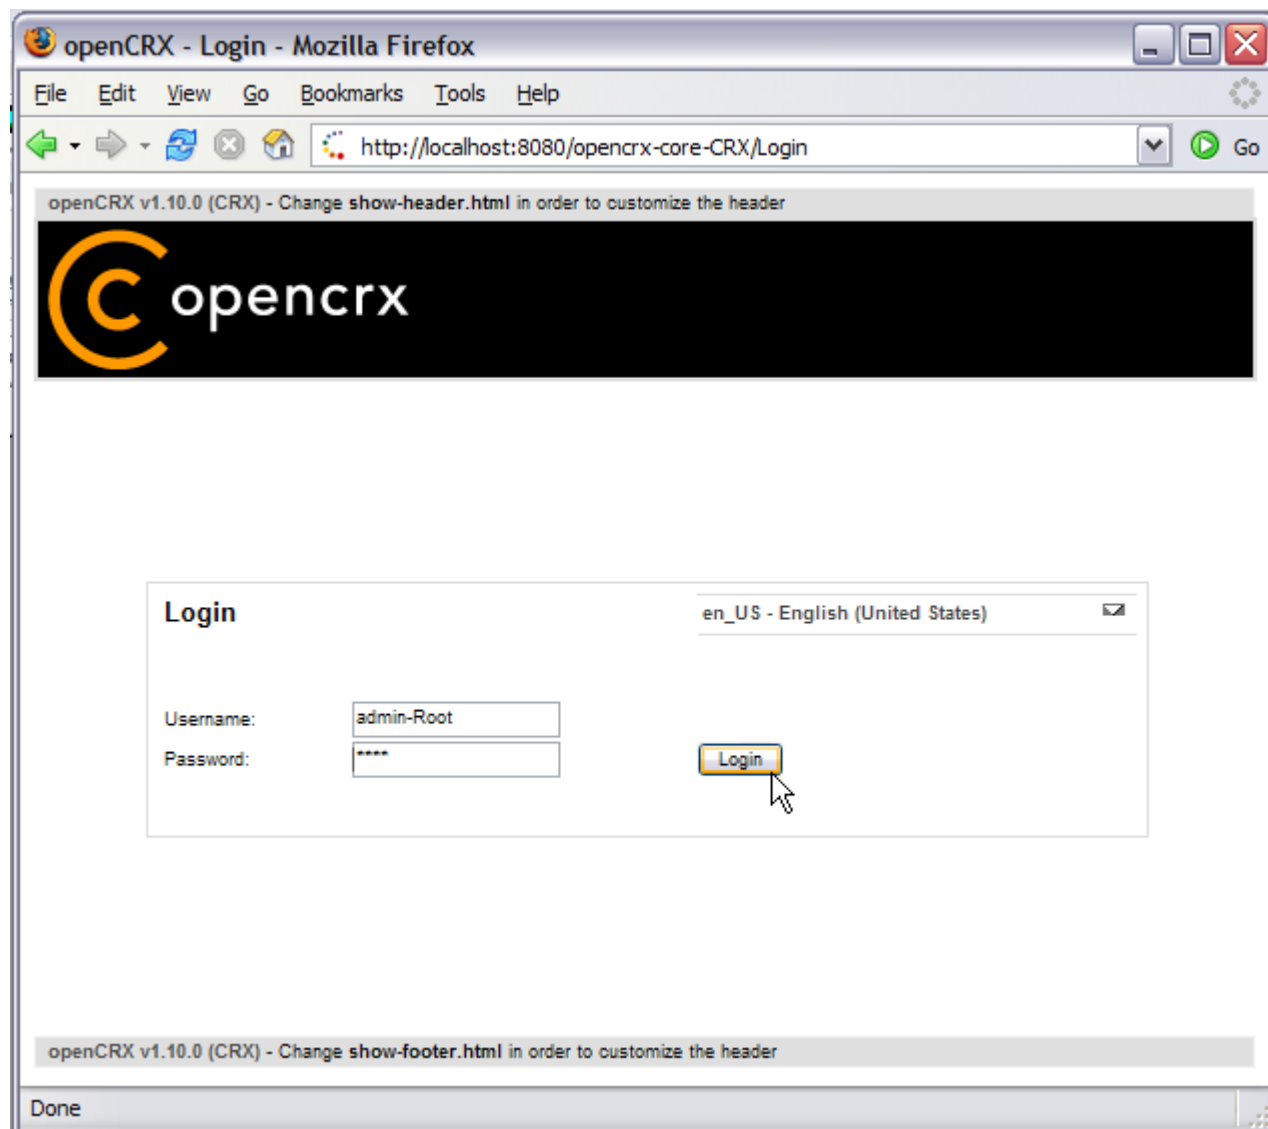 openCRX - Login - Mozilla Firefox
File Edit View Go Bookmarks Tools Help
http://localhost:8080/opencrx-core-CRX/Login Go
openCRX v1.10.0 (CRX) - Change show-header.html in order to customize the header
opencrx
Login en_US - English (United States)
Username: admin-Root
Password: ****
Login
openCRX v1.10.0 (CRX) - Change show-footer.html in order to customize the header
Done